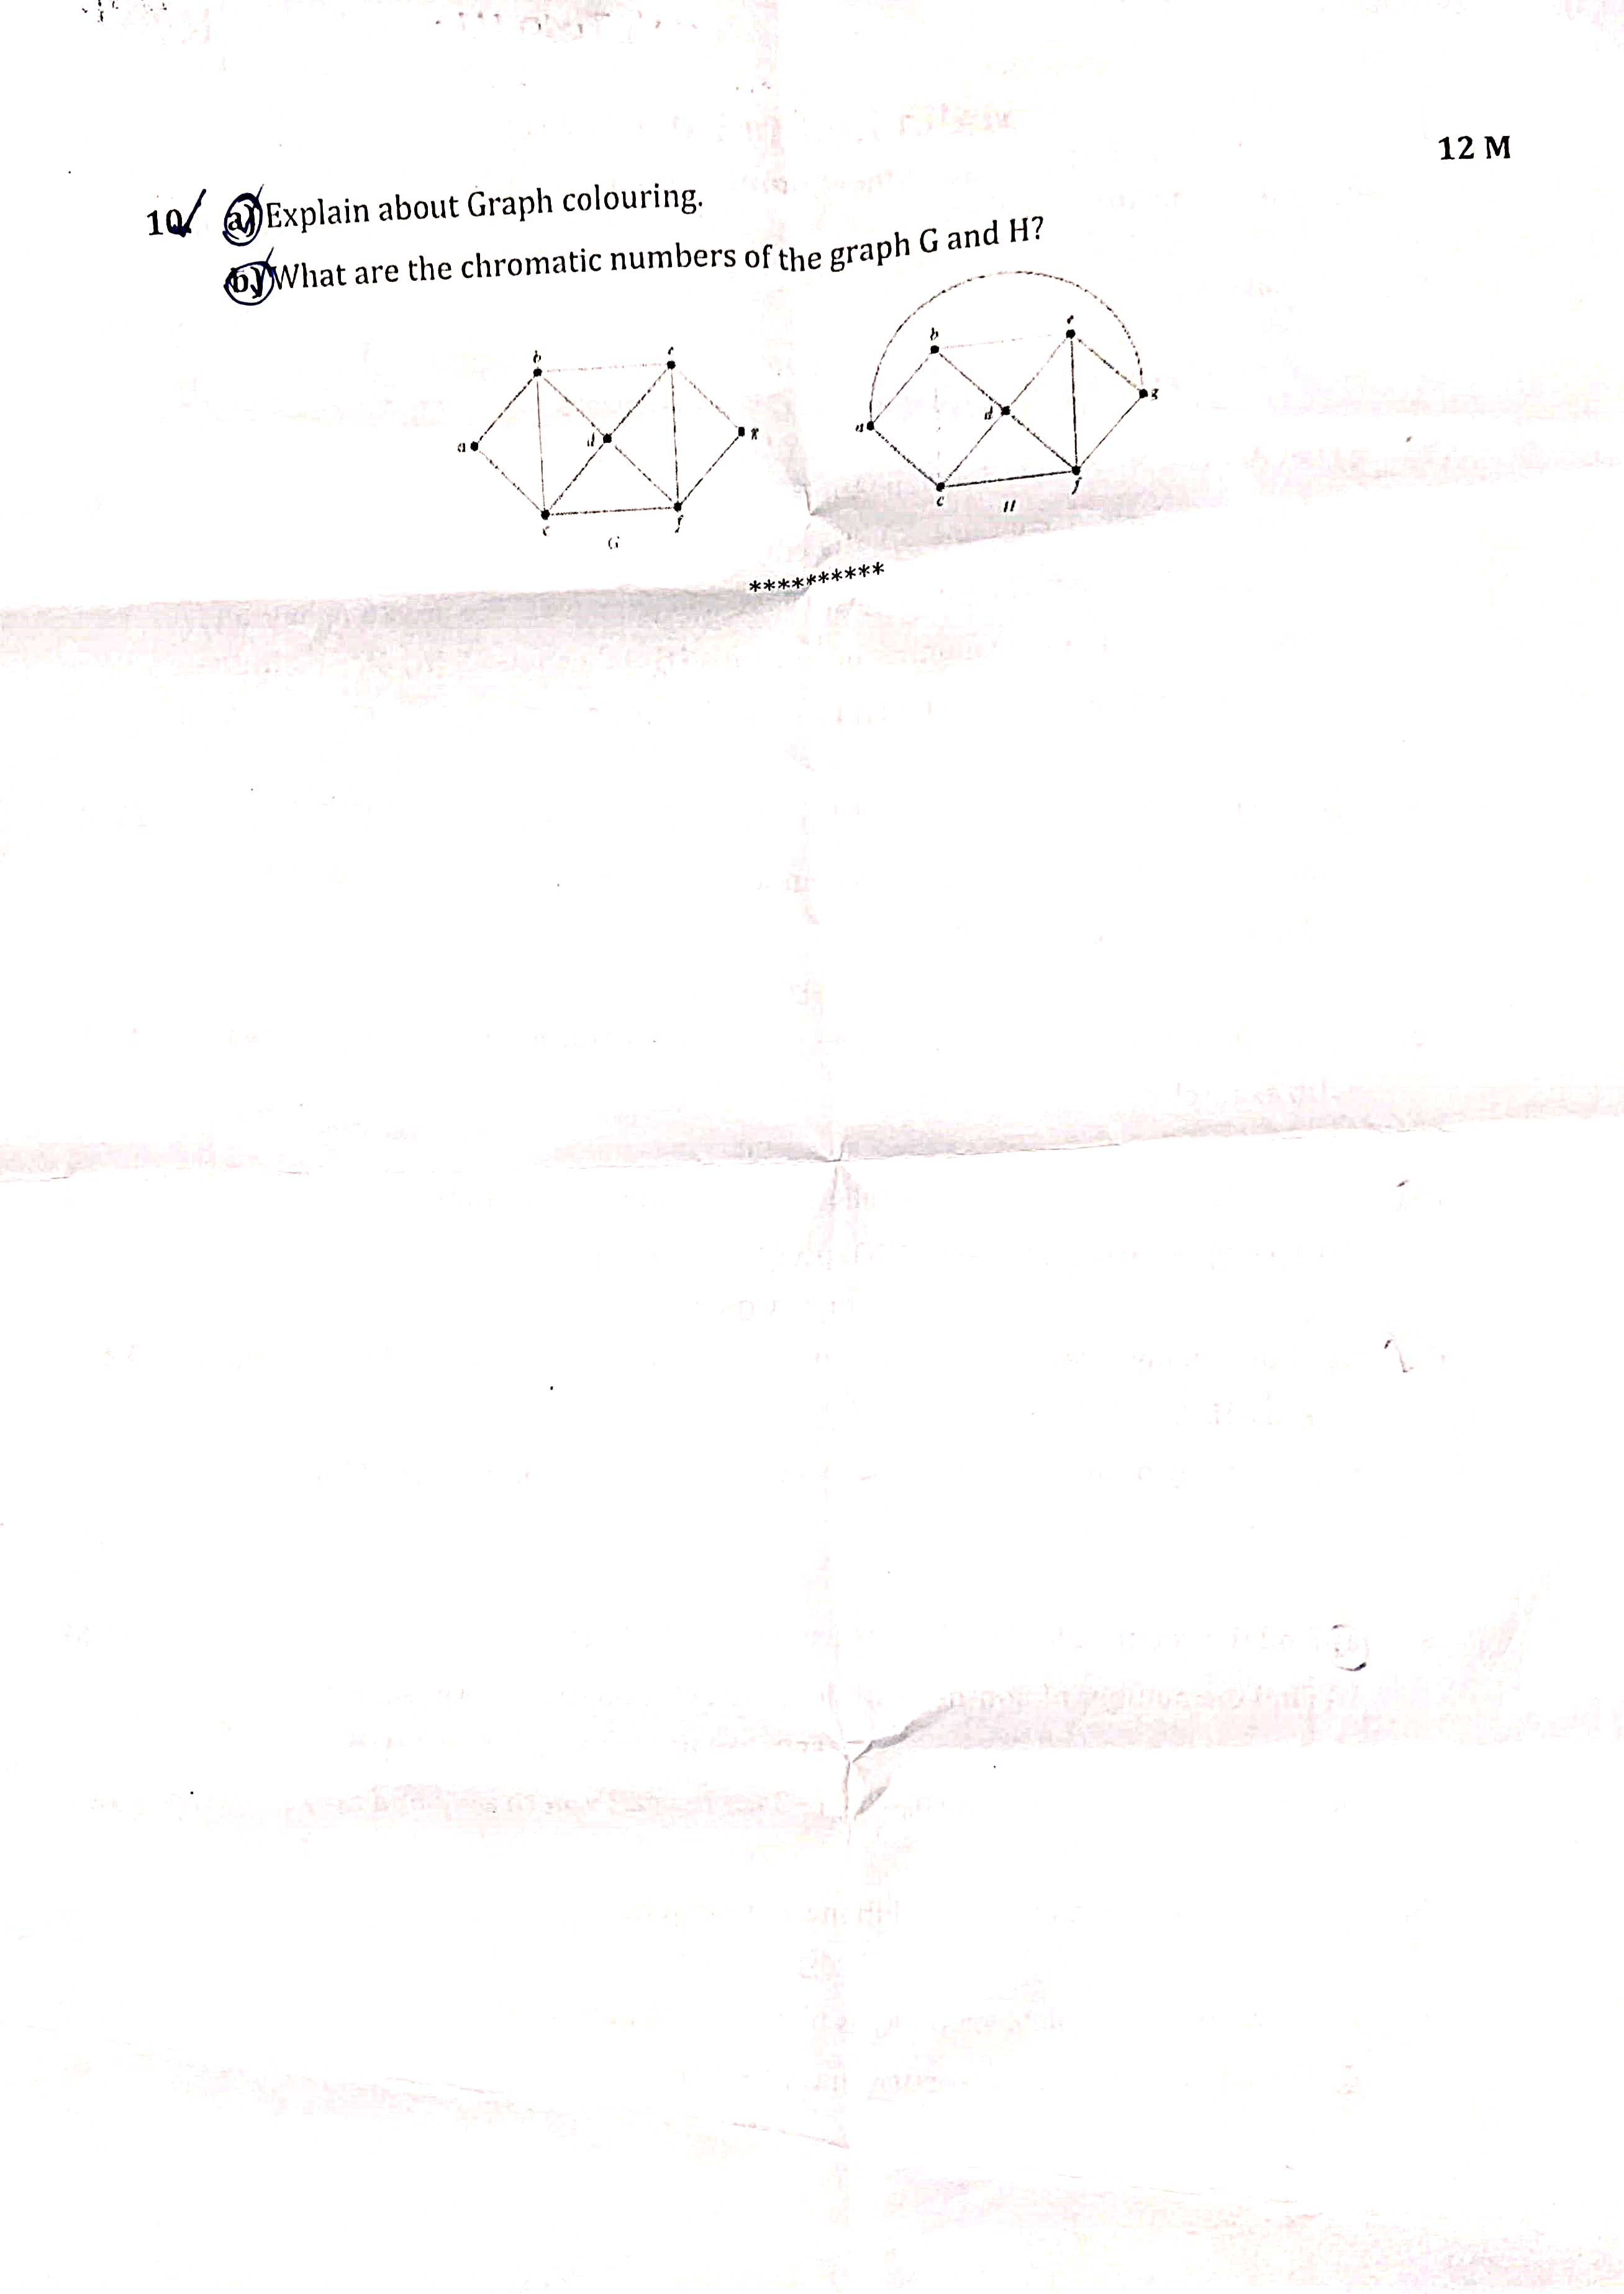 12 M
10. a) Explain about Graph colouring.
b) What are the chromatic numbers of the graph G and H?
b
e
a
d
g
c
f
G
b
e
a
d
g
c
f
H
**********